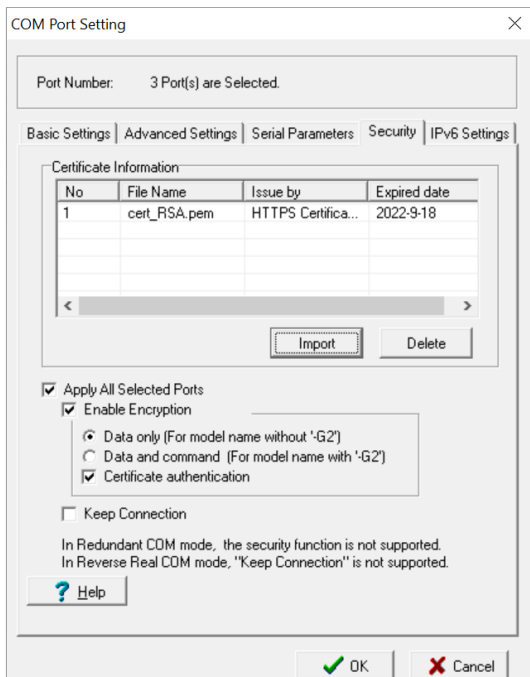 COM Port Setting
Port Number: 3 Port(s) are Selected.
Basic Settings Advanced Settings Serial Parameters Security IPv6 Settings
Certificate Information
No File Name Issue by Expired date
1 cert_RSA.pem HTTPS Certifica... 2022-9-18
Import Delete
Apply All Selected Ports
Enable Encryption
Data only (For model name without '-G2')
Data and command (For model name with '-G2')
Certificate authentication
Keep Connection
In Redundant COM mode, the security function is not supported.
In Reverse Real COM mode, "Keep Connection" is not supported.
Help
OK Cancel